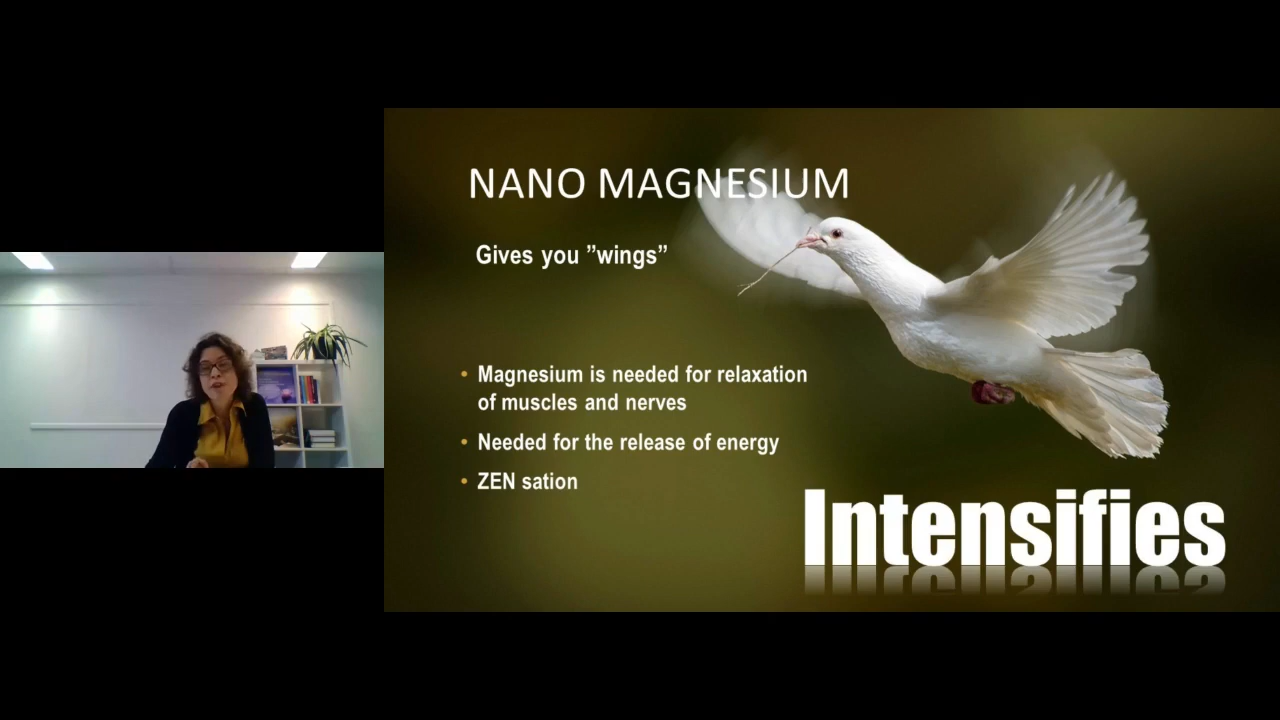 NANO MAGNESIUM
Gives you ”wings”
• Magnesium is needed for relaxation
of muscles and nerves
• Needed for the release of energy
• ZEN sation
Intensifies